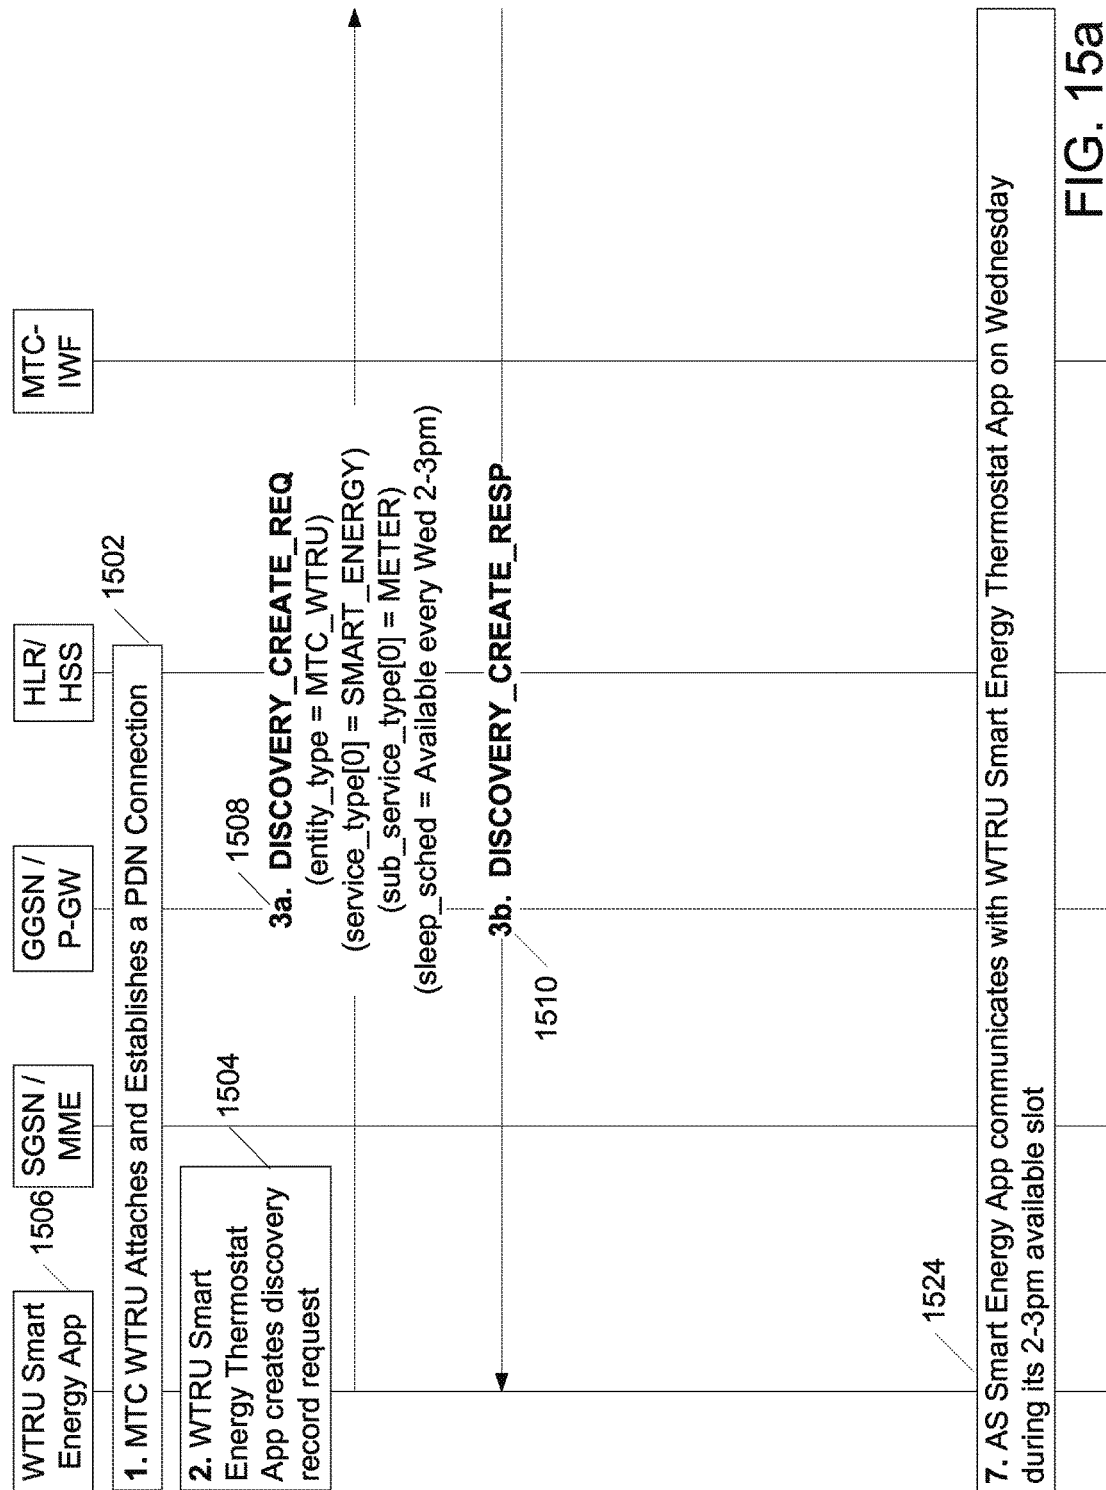 WTRU Smart
Energy App
1506
SGSN /
MME
GGSN /
P-GW
HLR/
HSS
MTC-
IWF
1. MTC WTRU Attaches and Establishes a PDN Connection
1502
2. WTRU Smart
Energy Thermostat
App creates discovery
record request
1504
1508
3a. DISCOVERY_CREATE_REQ
(entity_type = MTC_WTRU)
(service_type[0] = SMART_ENERGY)
(sub_service_type[0] = METER)
(sleep_sched = Available every Wed 2-3pm)
3b. DISCOVERY_CREATE_RESP
1510
1524
7. AS Smart Energy App communicates with WTRU Smart Energy Thermostat App on Wednesday
during its 2-3pm available slot
FIG. 15a